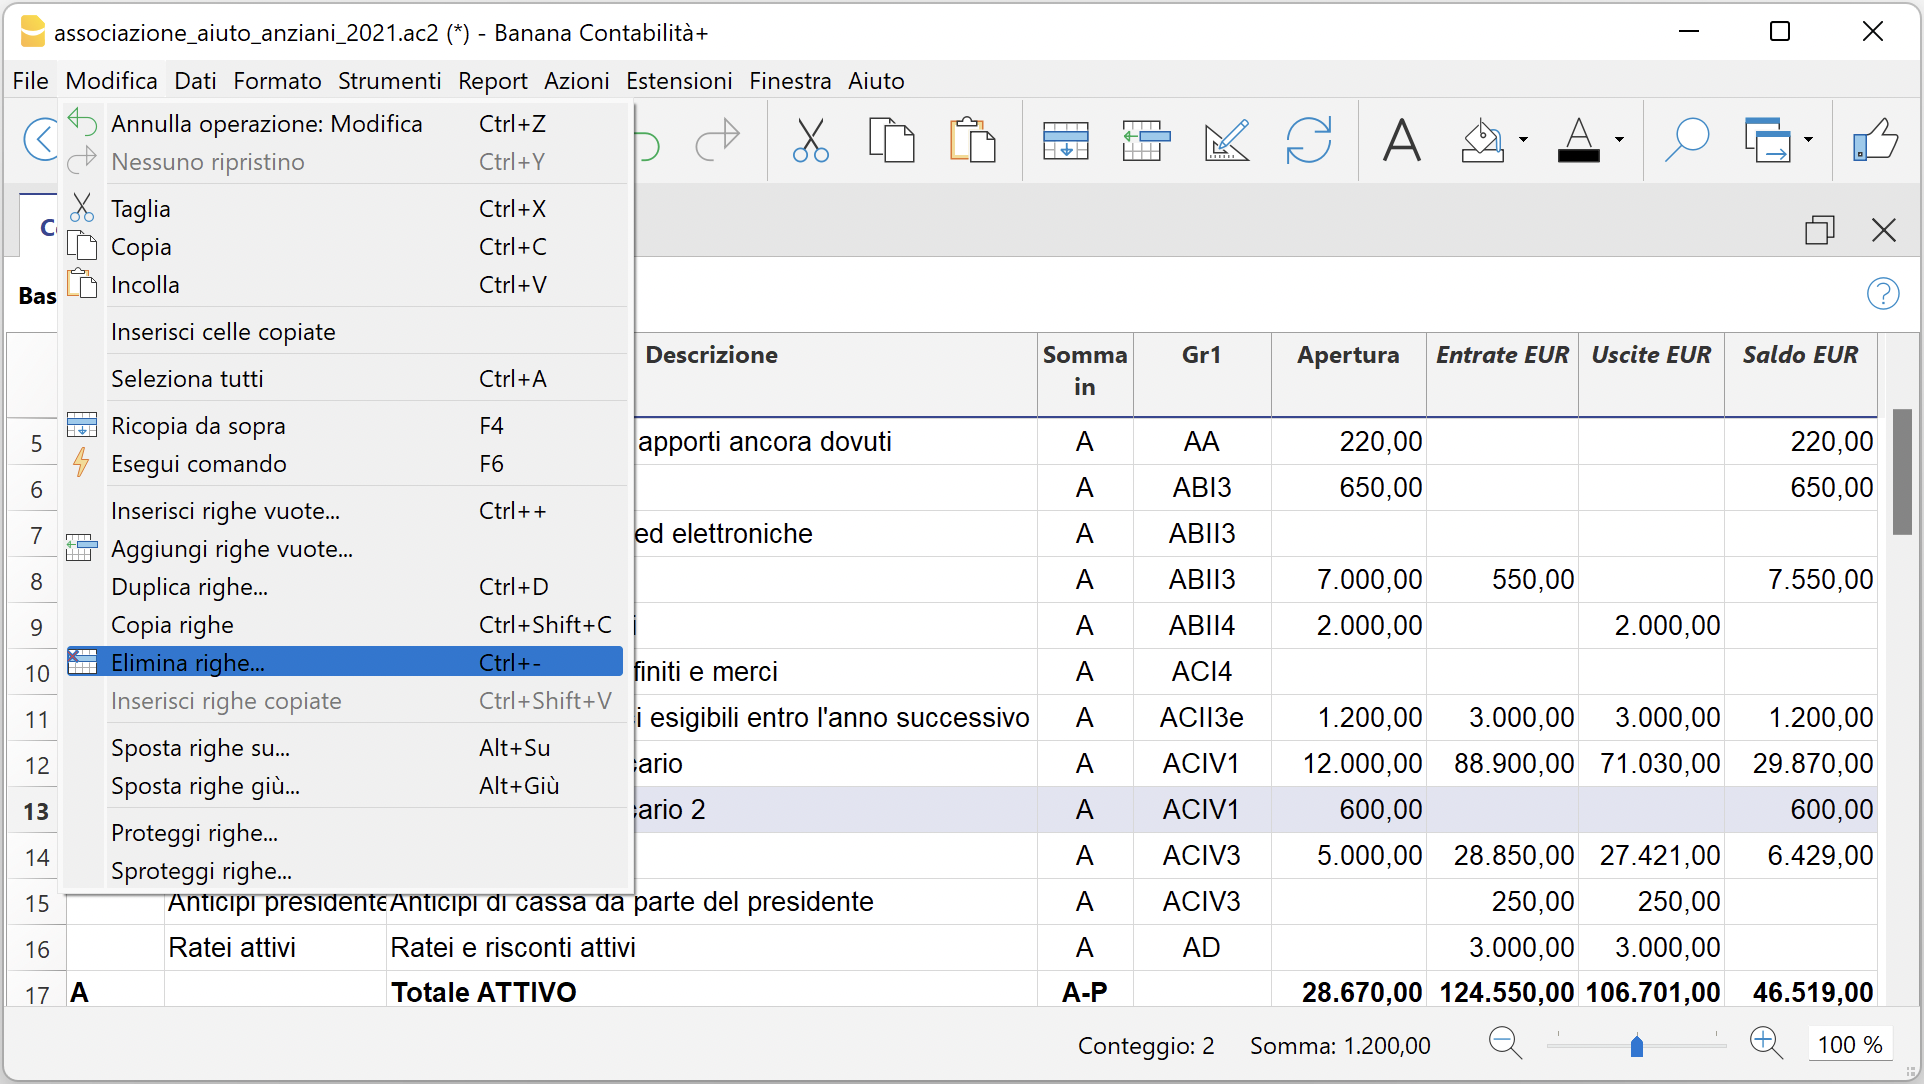 associazione_aiuto_anziani_2021.ac2 (*) - Banana Contabilità+
File Modifica Dati Formato Strumenti Report Azioni Estensioni Finestra Aiuto
Annulla operazione: Modifica Ctrl+Z
Nessuno ripristino Ctrl+Y
Taglia Ctrl+X
Copia Ctrl+C
Incolla Ctrl+V
Inserisci celle copiate
Seleziona tutti Ctrl+A
Ricopia da sopra F4
Esegui comando F6
Inserisci righe vuote... Ctrl++
Aggiungi righe vuote...
Duplica righe... Ctrl+D
Copia righe Ctrl+Shift+C
Elimina righe... Ctrl+-
Inserisci righe copiate Ctrl+Shift+V
Sposta righe su... Alt+Su
Sposta righe giù... Alt+Giù
Proteggi righe...
Sproteggi righe...
Bas
Descrizione Somma in Gr1 Apertura Entrate EUR Uscite EUR Saldo EUR
5 apporti ancora dovuti A AA 220,00 220,00
6 A ABI3 650,00 650,00
7 ed elettroniche A ABII3
8 A ABII3 7.000,00 550,00 7.550,00
9 i A ABII4 2.000,00 2.000,00
10 finiti e merci A ACI4
11 i esigibili entro l'anno successivo A ACII3e 1.200,00 3.000,00 3.000,00 1.200,00
12 cario A ACIV1 12.000,00 88.900,00 71.030,00 29.870,00
13 cario 2 A ACIV1 600,00 600,00
14 A ACIV3 5.000,00 28.850,00 27.421,00 6.429,00
15 Anticipi presidente Anticipi di cassa da parte del presidente A ACIV3 250,00 250,00
16 Ratei attivi Ratei e risconti attivi A AD 3.000,00 3.000,00
17 A Totale ATTIVO A-P 28.670,00 124.550,00 106.701,00 46.519,00
Conteggio: 2 Somma: 1.200,00 100 %